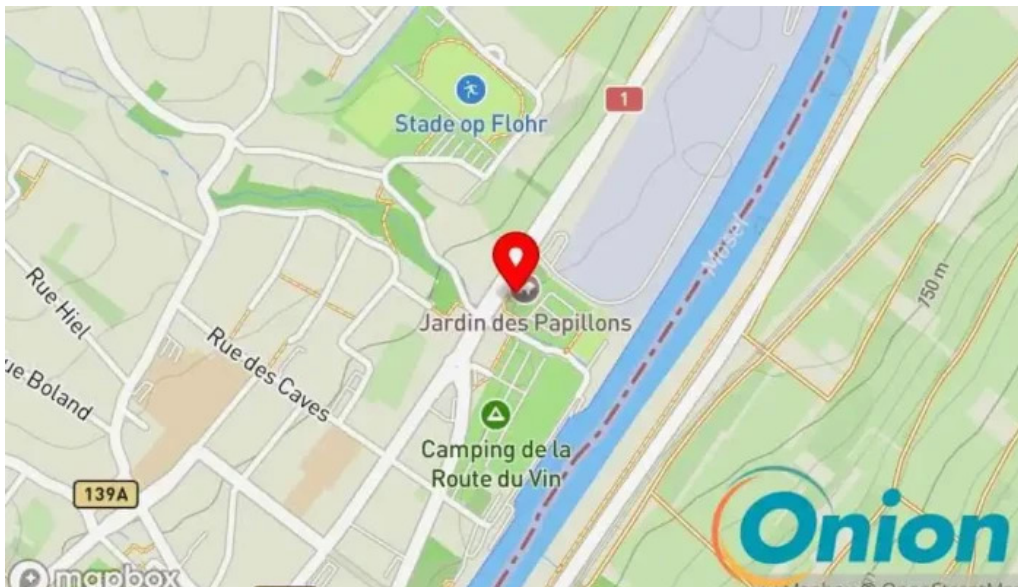 1
Stade op Flohr
Mosel
150 m
Jardin des Papillons
Rue Hiel
Rue des Caves
ue Boland
Camping de la
Route du Vin
139A
Onion
mapbox